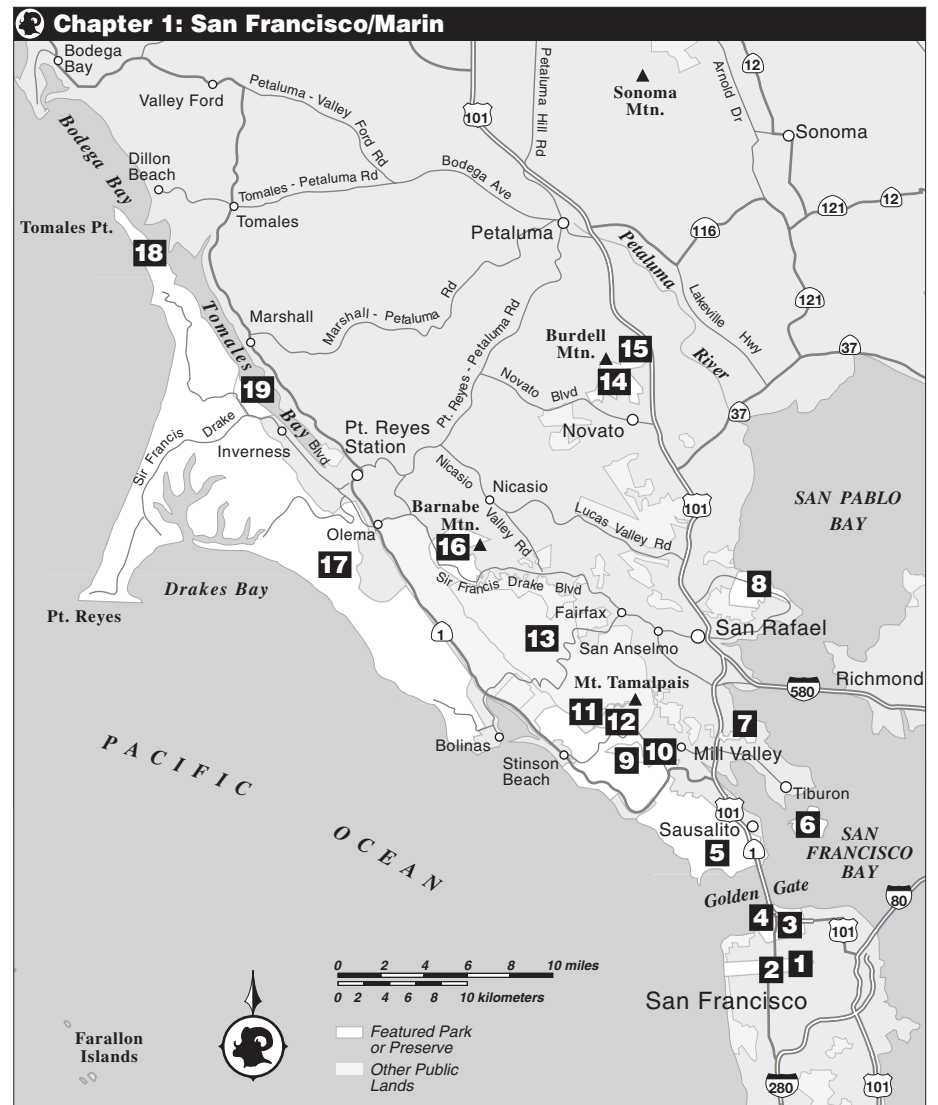 Chapter 1: San Francisco/Marin
Bodega
Bay
Valley Ford
Petaluma - Valley
Ford Rd
Petaluma Hill Rd
101
Sonoma
Mtn.
Arnold Dr
12
Sonoma
Bodega Bay
Dillon
Beach
Tomales - Petaluma Rd
Bodega Ave
121
12
Tomales Pt.
Tomales
Petaluma
116
18
Petaluma
River
Marshall
Marshall - Petaluma
Rd
Lakeville Hwy
121
Tomales
Bay
Burdell
Mtn.
15
37
19
Pt. Reyes - Petaluma Rd
Novato Blvd
14
37
Sir Francis Drake
Blvd.
Inverness
Pt. Reyes
Station
Novato
Nicasio
Valley Rd
Nicasio
Lucas Valley Rd
101
SAN PABLO
BAY
Barnabe
Mtn.
Olema
16
17
Sir Francis Drake Blvd
8
Drakes Bay
Pt. Reyes
Fairfax
San Rafael
1
13
San Anselmo
580
Richmond
Mt. Tamalpais
11
12
7
Bolinas
Stinson
Beach
9
10
Mill Valley
Tiburon
PACIFIC
OCEAN
101
Sausalito
6
5
1
SAN
FRANCISCO
BAY
Golden Gate
80
4
3
101
2
1
San Francisco
0 2 4 6 8 10 miles
0 2 4 6 8 10 kilometers
Featured Park
or Preserve
Other Public
Lands
Farallon
Islands
280
101